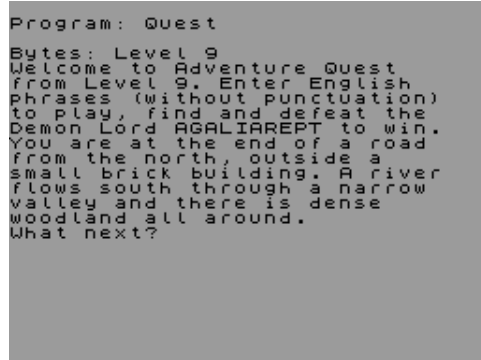 Program: Quest
Bytes: Level 9
Welcome to Adventure Quest
from Level 9. Enter English
phrases (without punctuation)
to play, find and defeat the
Demon Lord AGALIAREPT to win.
You are at the end of a road
from the north, outside a
small brick building. A river
flows south through a narrow
valley and there is dense
woodland all around.
What next?